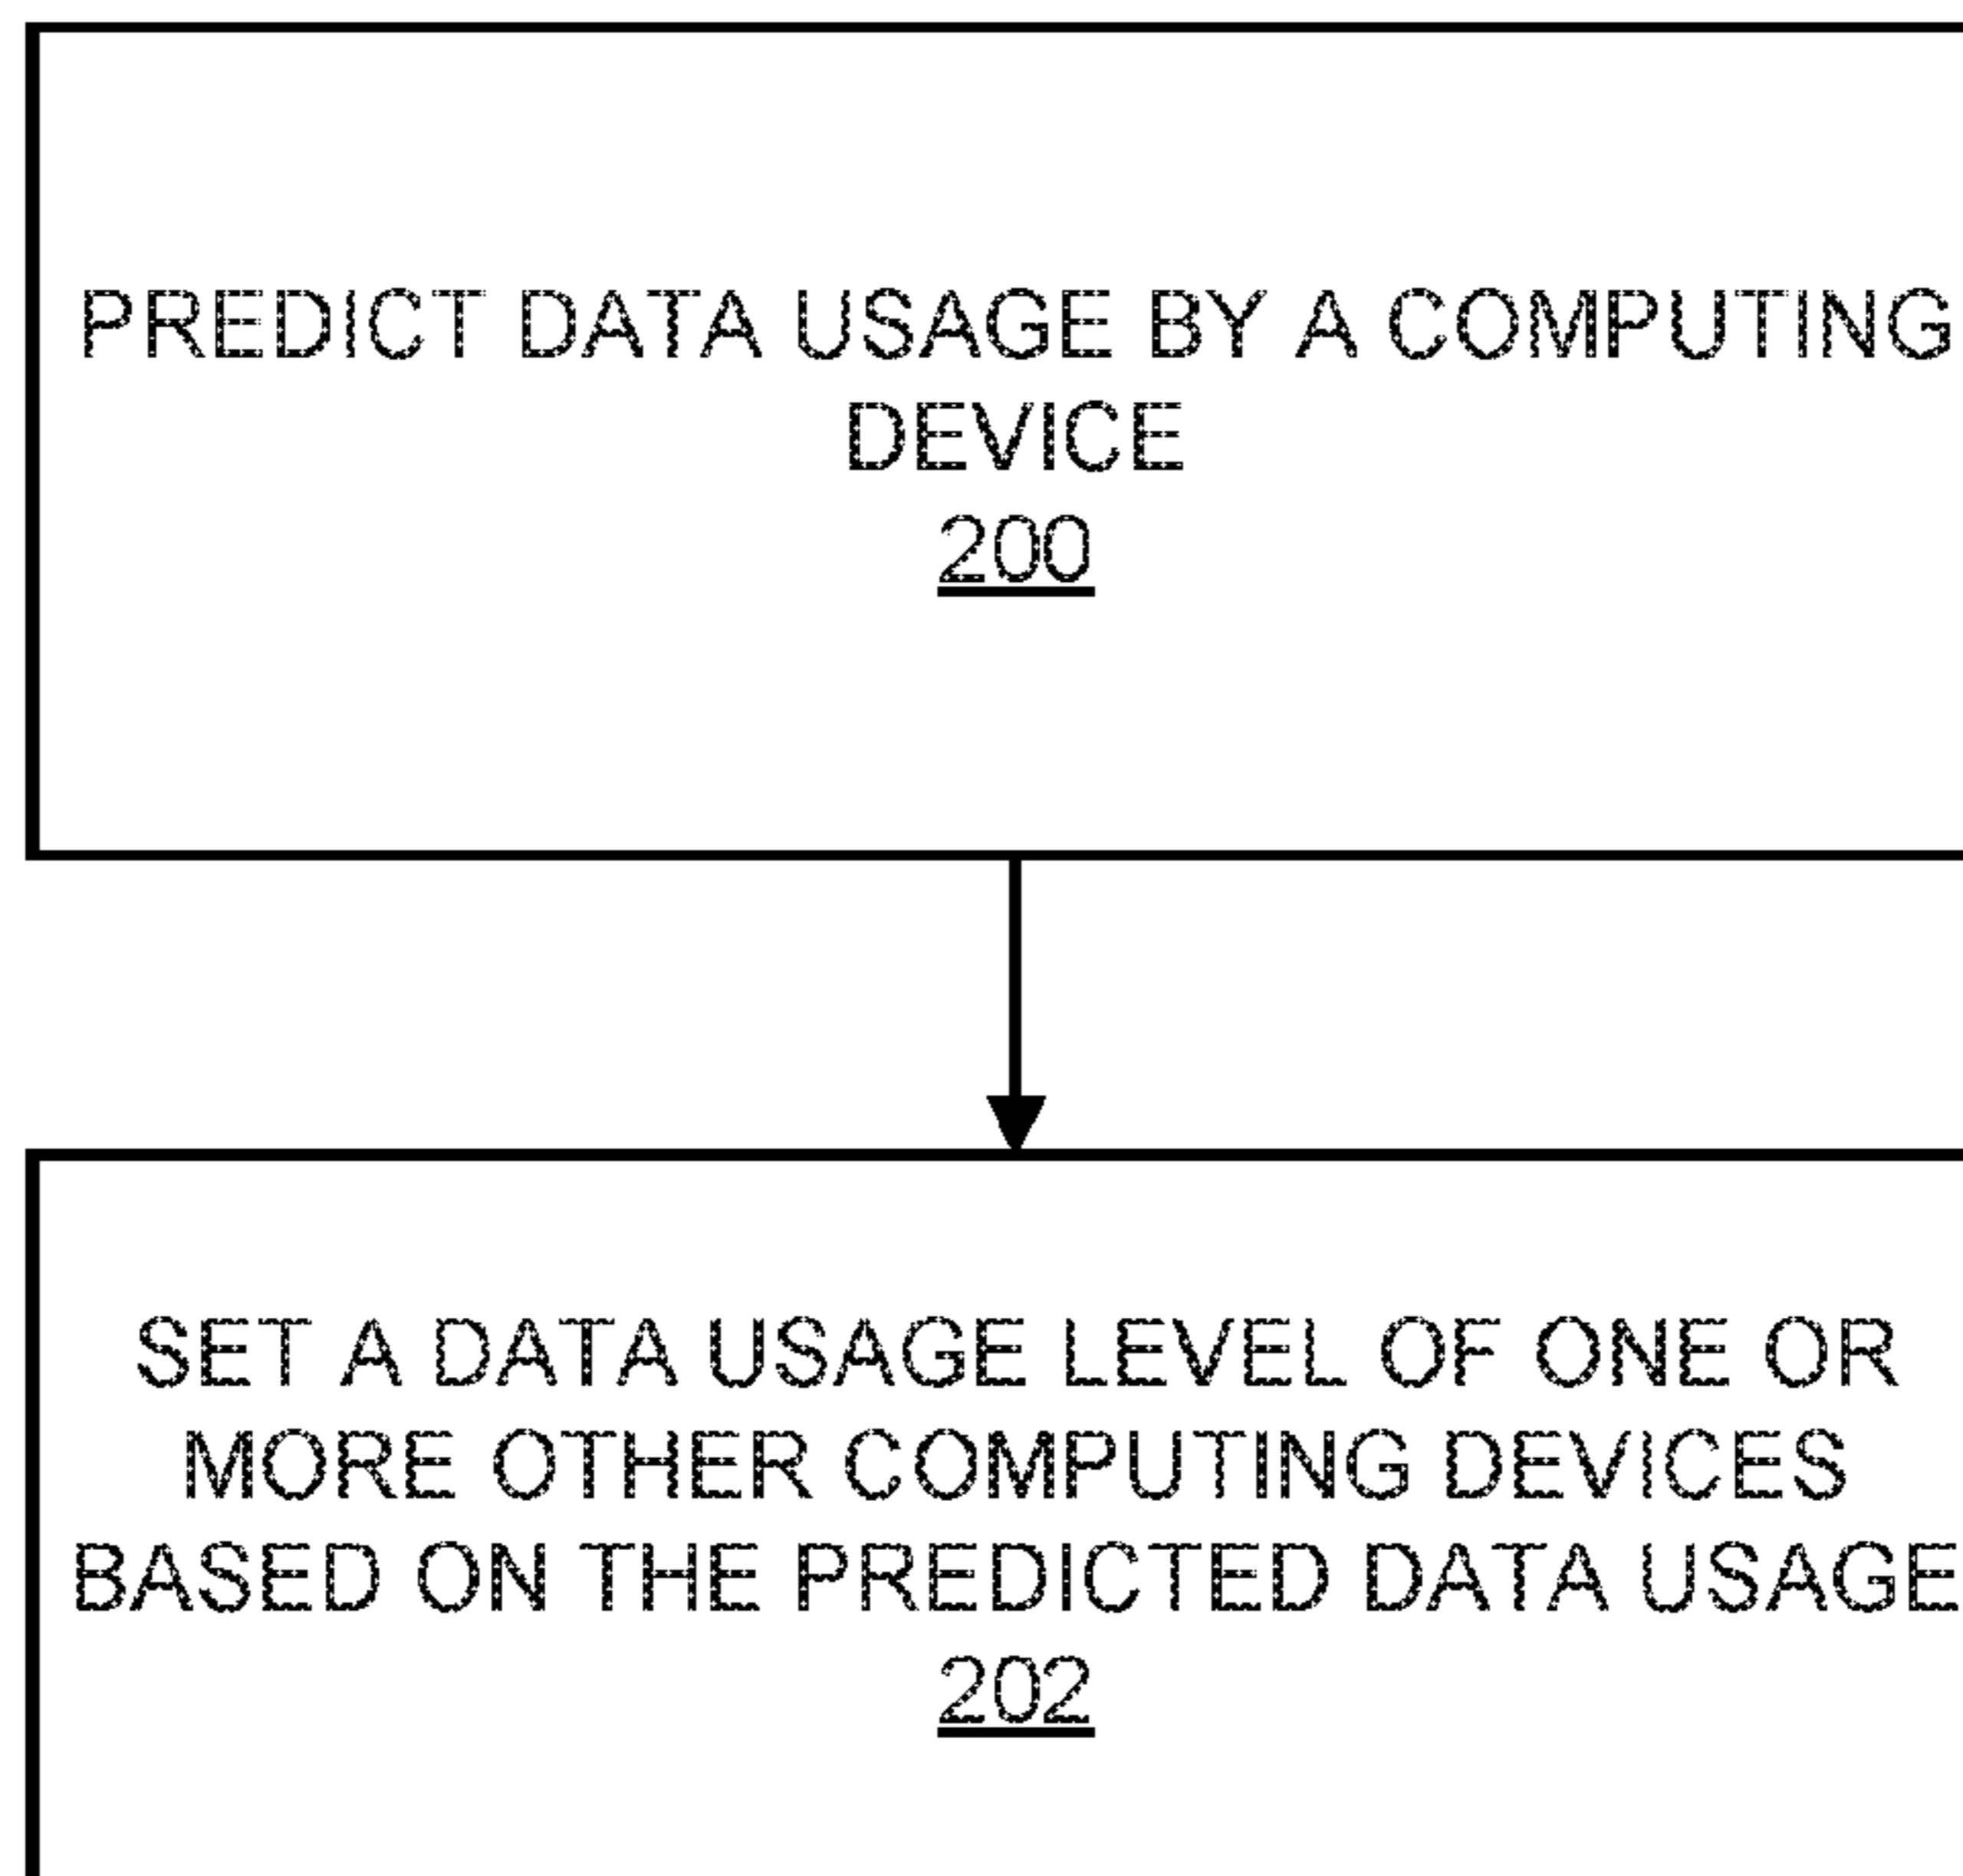 PREDICT DATA USAGE BY A COMPUTING
DEVICE
200
SET A DATA USAGE LEVEL OF ONE OR
MORE OTHER COMPUTING DEVICES
BASED ON THE PREDICTED DATA USAGE
202